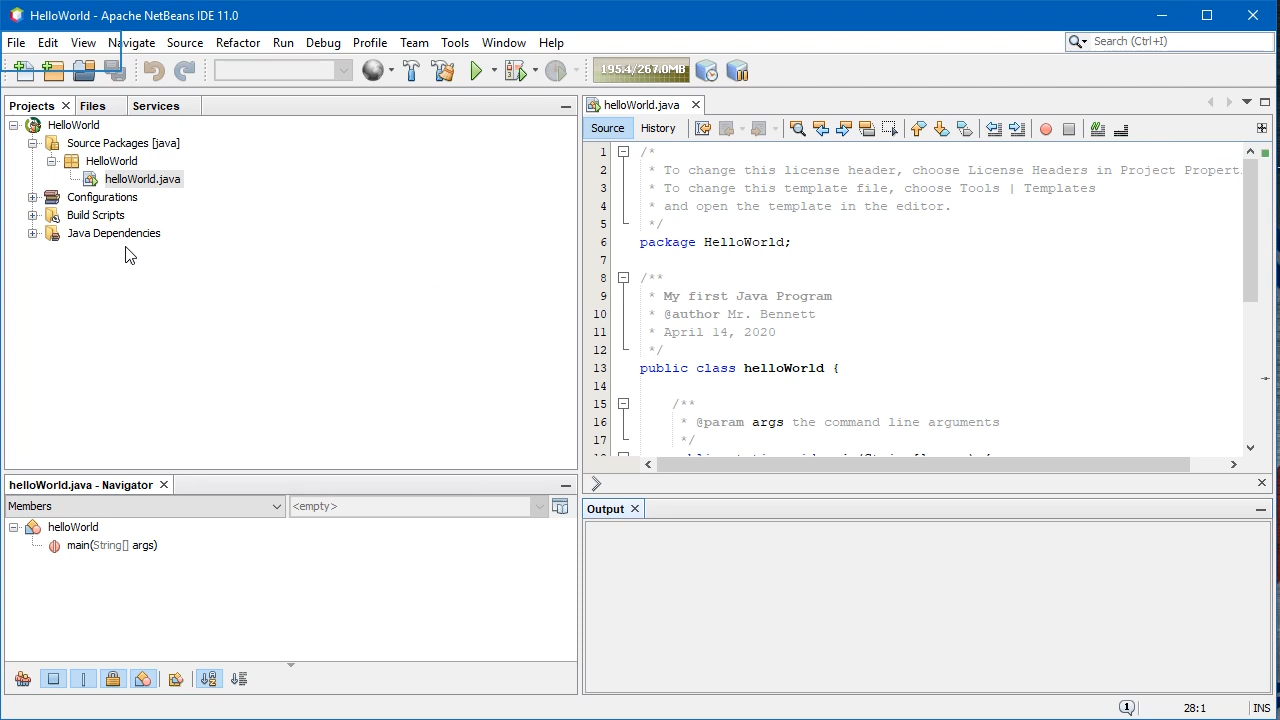 HelloWorld - Apache NetBeans IDE 11.0
File Edit View Navigate Source Refactor Run Debug Profile Team Tools Window Help
Search (Ctrl+I)
195.4/267.0MB
Projects Files Services
HelloWorld
Source Packages [java]
HelloWorld
helloWorld.java
Configurations
Build Scripts
Java Dependencies
helloWorld.java - Navigator
Members
<empty>
helloWorld
main(String[] args)
helloWorld.java
Source History
1 /*
2 * To change this license header, choose License Headers in Project Propert
3 * To change this template file, choose Tools | Templates
4 * and open the template in the editor.
5 */
6 package HelloWorld;
7
8 /**
9 * My first Java Program
10 * @author Mr. Bennett
11 * April 14, 2020
12 */
13 public class helloWorld {
14
15 /**
16 * @param args the command line arguments
17 */
Output
28:1 INS